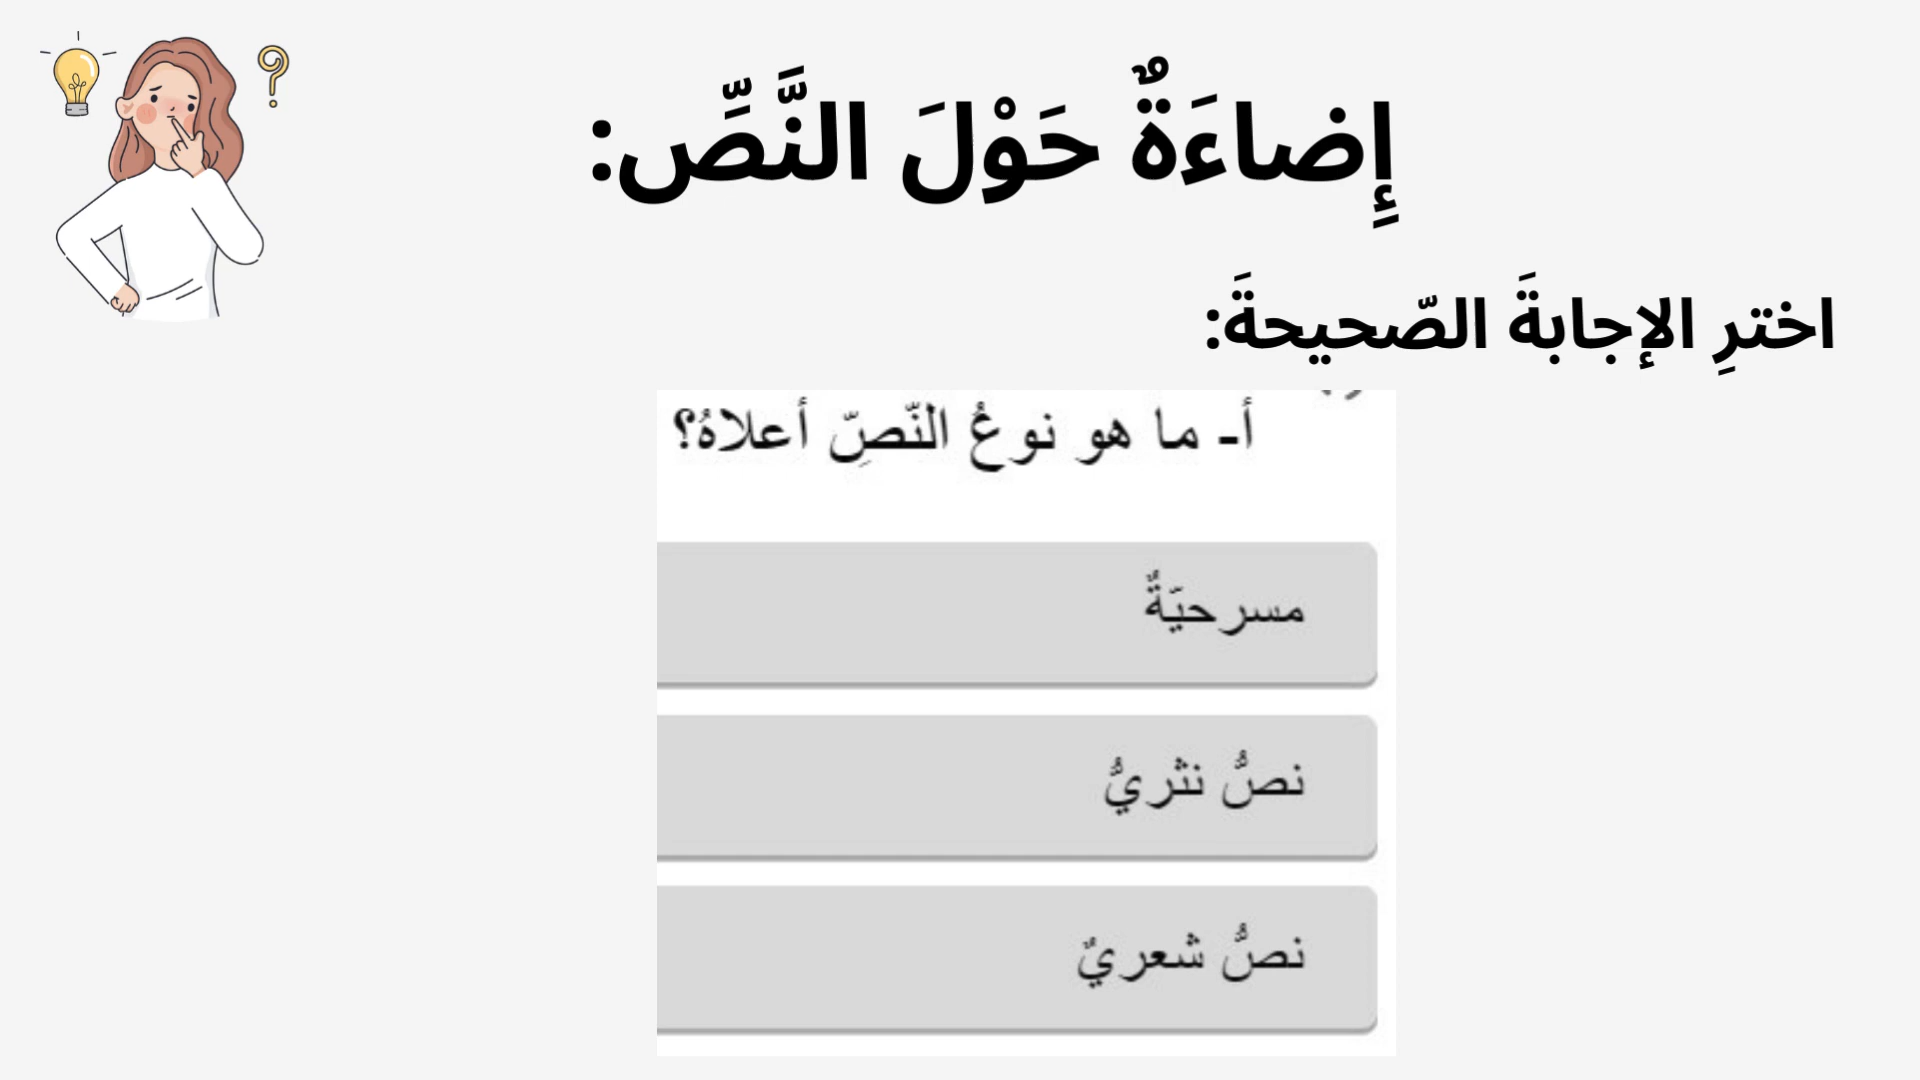 إِضاءَةٌ حَوْلَ النَّصِّ:
اخترِ الإجابةَ الصّحيحةَ:
أ- ما هو نوعُ النّصِّ أعلاهُ؟
مسرحيّةٌ
نصٌّ نثريٌّ
نصٌّ شعريٌّ